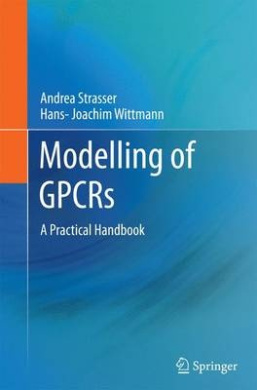 Andrea Strasser
Hans- Joachim Wittmann
Modelling of
GPCRs
A Practical Handbook
Springer